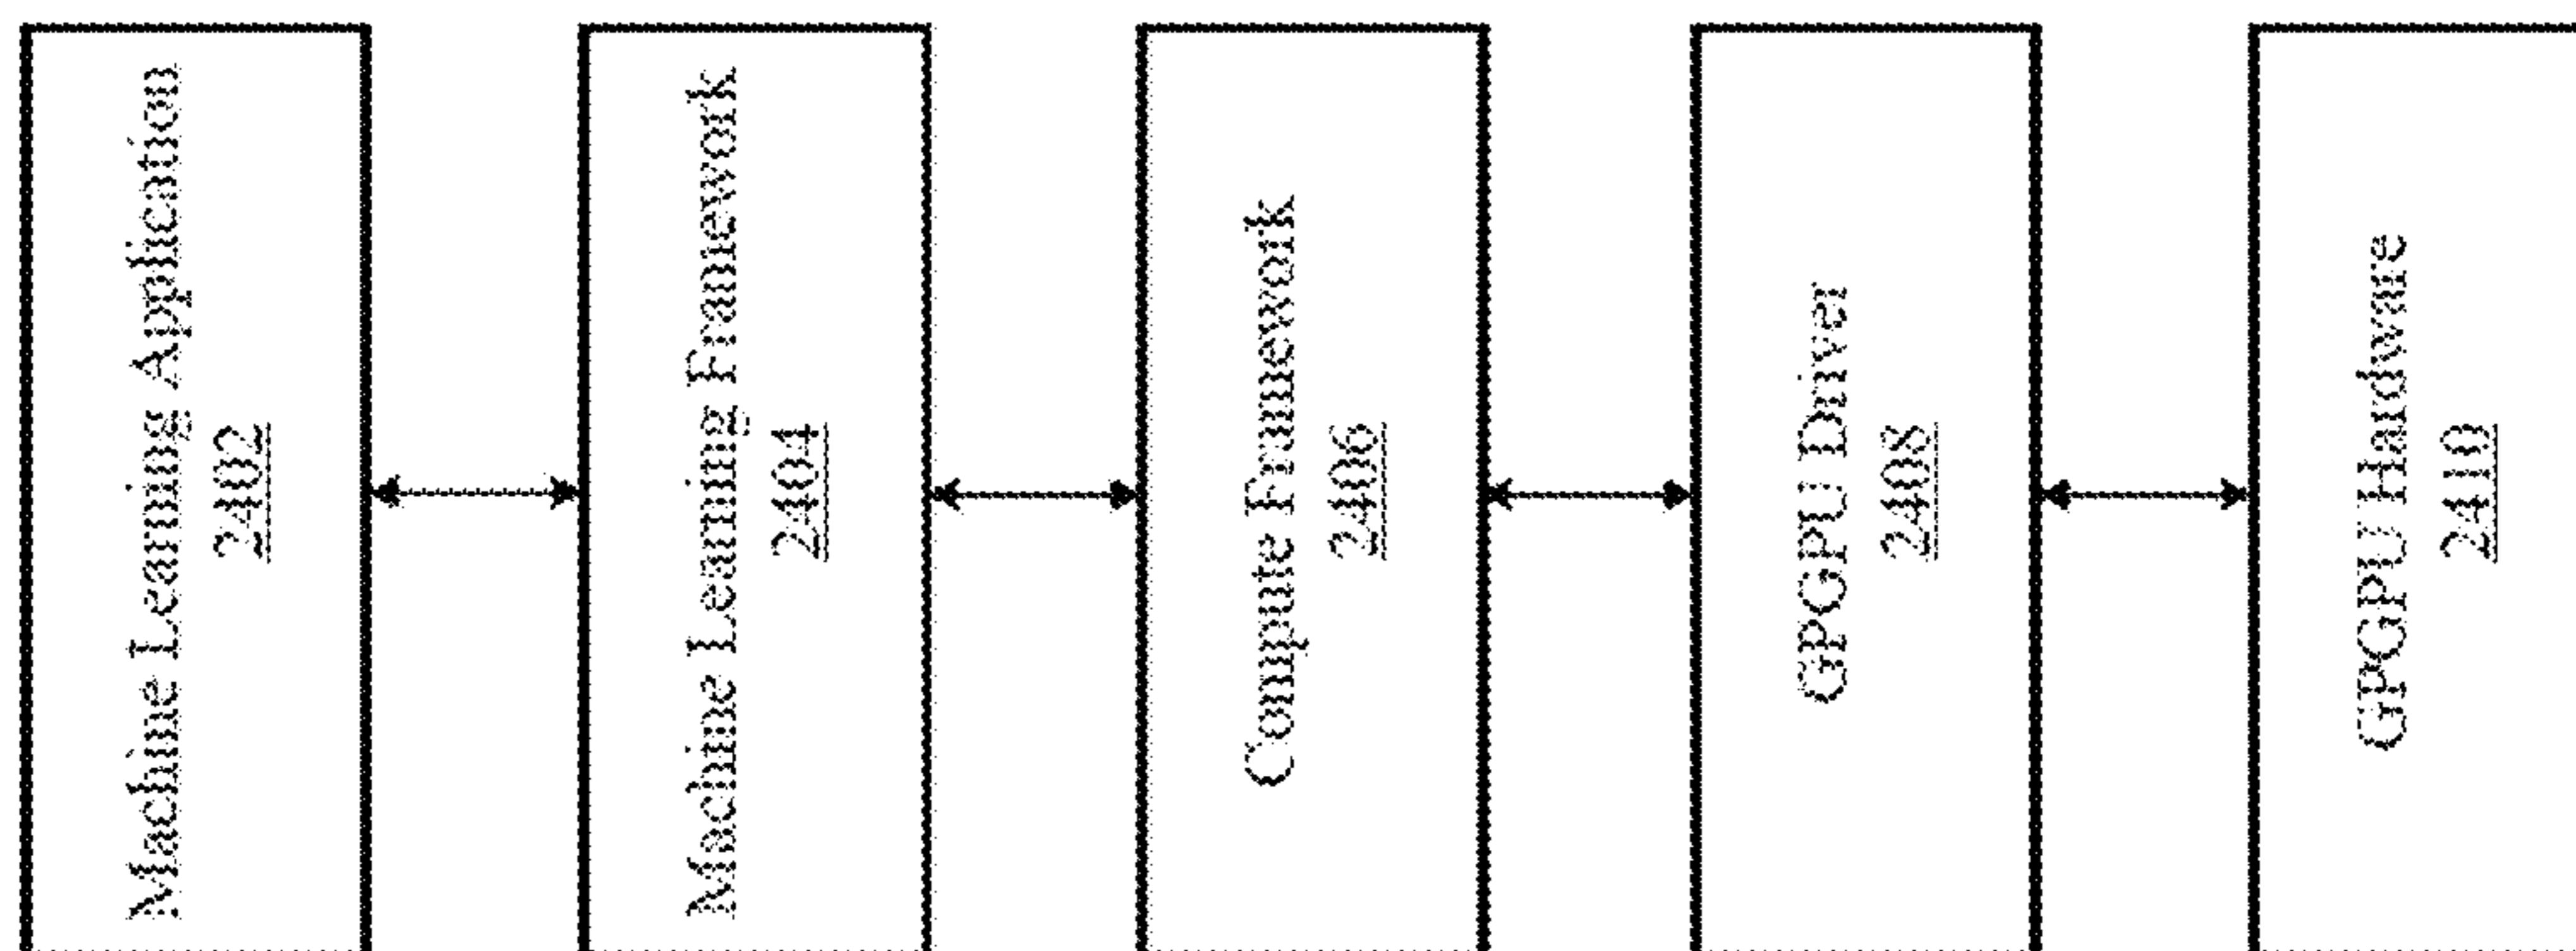 Machine Learning Application
2402
Machine Learning Framework
2404
Compute Framework
2406
GPGPU Driver
2408
GPGPU Hardware
2410